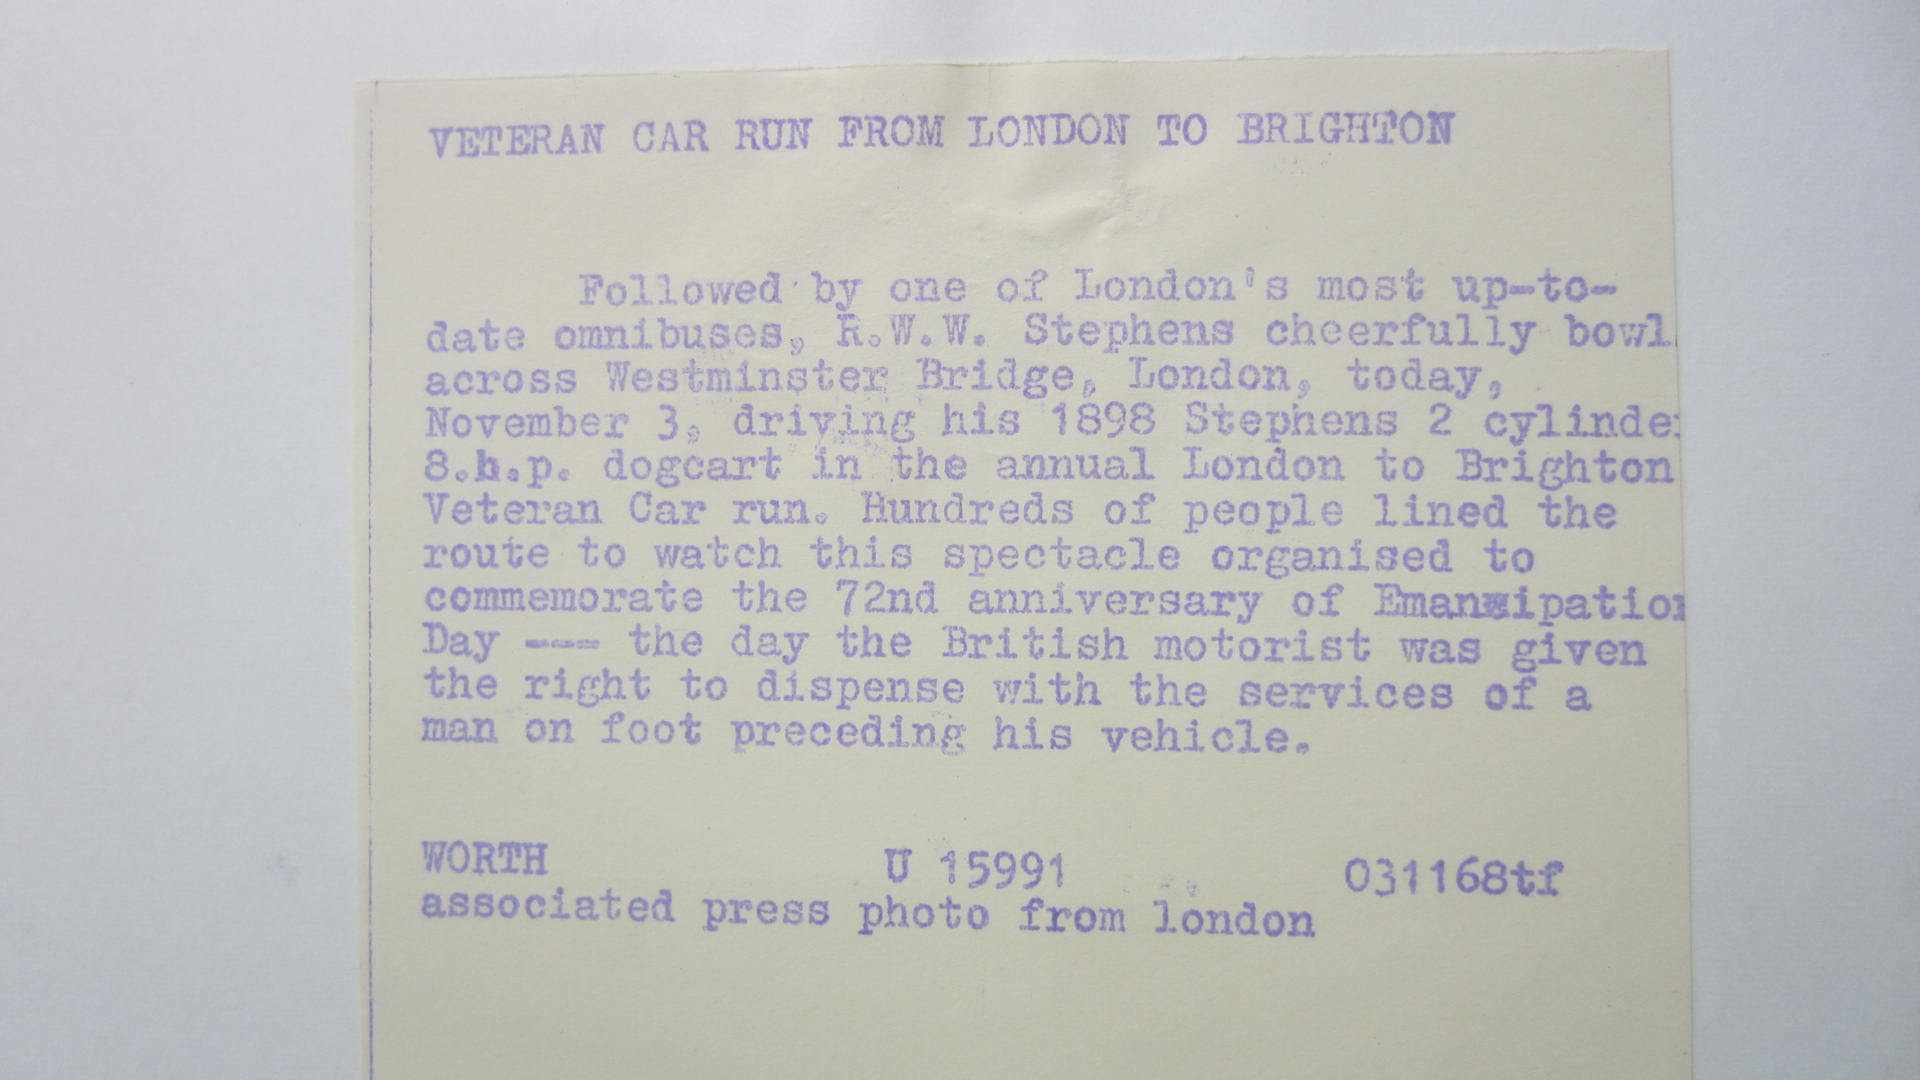 VETERAN CAR RUN FROM LONDON TO BRIGHTON
Followed by one of London's most up-to-
date omnibuses, R.W.W. Stephens cheerfully bowl
across Westminster Bridge, London, today,
November 3, driving his 1898 Stephens 2 cylinder
8.h.p. dogcart in the annual London to Brighton
Veteran Car run. Hundreds of people lined the
route to watch this spectacle organised to
commemorate the 72nd anniversary of Emancipation
Day --- the day the British motorist was given
the right to dispense with the services of a
man on foot preceding his vehicle.
WORTH U 15991 031168tf
associated press photo from london